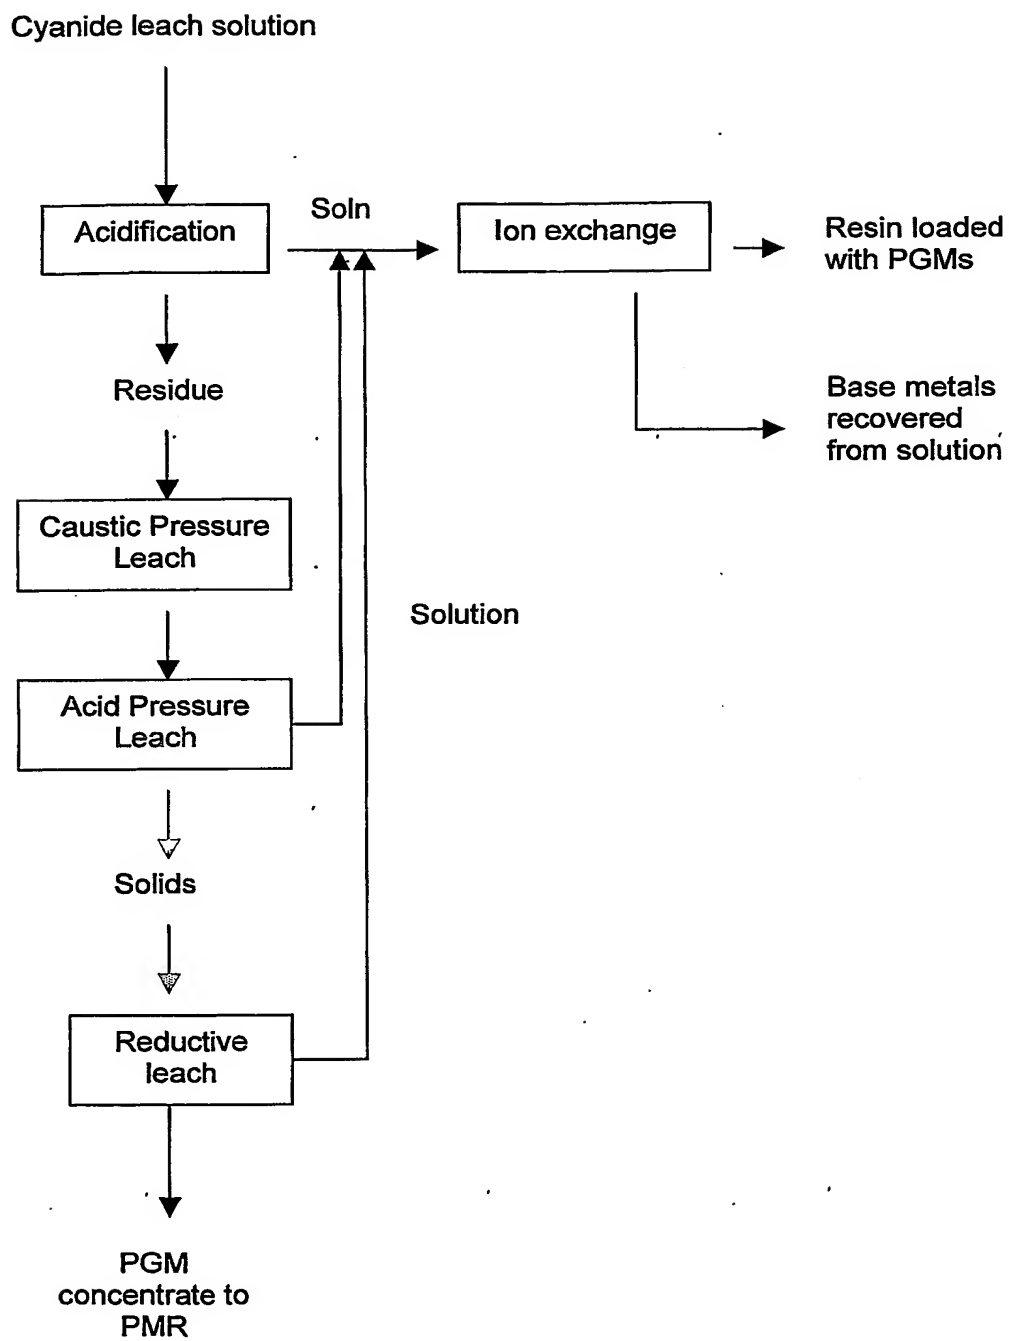 Cyanide leach solution
Soln
Acidification
Ion exchange
Resin loaded
with PGMs
Residue
Base metals
recovered
from solution
Caustic Pressure
Leach
Solution
Acid Pressure
Leach
Solids
Reductive
leach
PGM
concentrate to
PMR